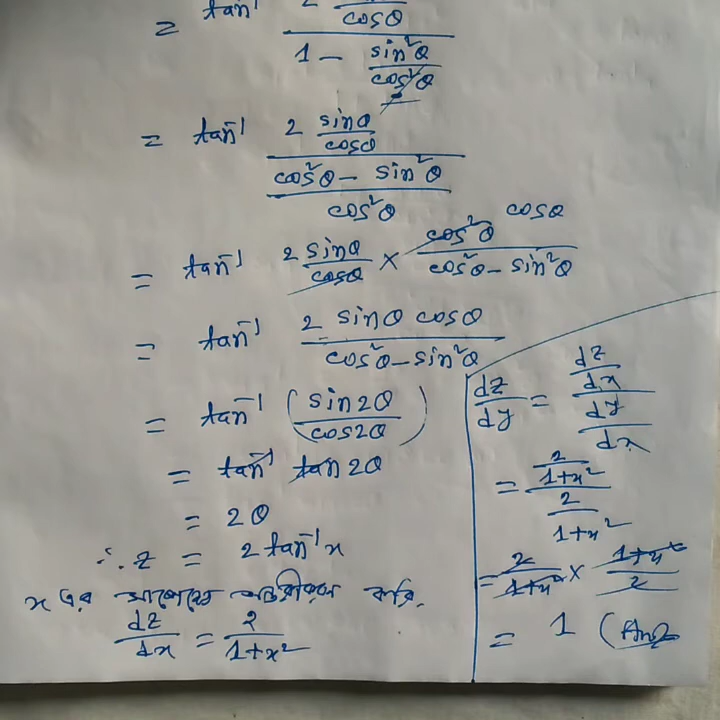 = tan⁻¹ 2 sinθ/cosθ / 1 - sin²θ/cos²θ
= tan⁻¹ 2 sinθ/cosθ / cos²θ - sin²θ/cos²θ
= tan⁻¹ 2 sinθ/cosθ × cos²θ cosθ/cos²θ - sin²θ
= tan⁻¹ 2 sinθ cosθ/cos²θ - sin²θ
= tan⁻¹ (sin2θ/cos2θ)
= tan⁻¹ tan 2θ
= 2θ
∴ z = 2 tan⁻¹x
x এর সাপেক্ষে অন্তরীকরণ করি,
dz/dx = 2/1+x²
dz/dy = dz/dx / dy/dx
= 2/1+x² / 2/1+x²
= 2/1+x² × 1+x²/2
= 1 (Ans